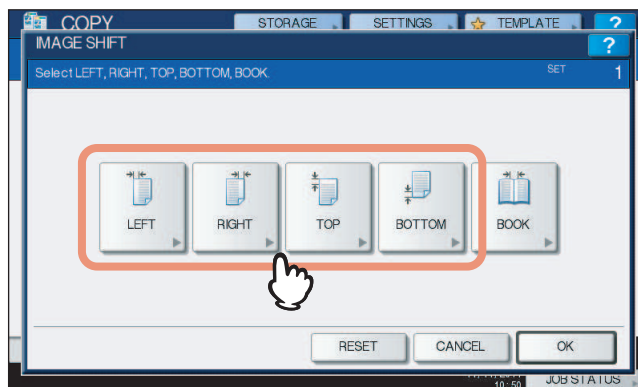 COPY STORAGE SETTINGS TEMPLATE ?
IMAGE SHIFT ?
Select LEFT, RIGHT, TOP, BOTTOM, BOOK. SET 1
LEFT RIGHT TOP BOTTOM BOOK
RESET CANCEL OK
10:50 JOB STATUS